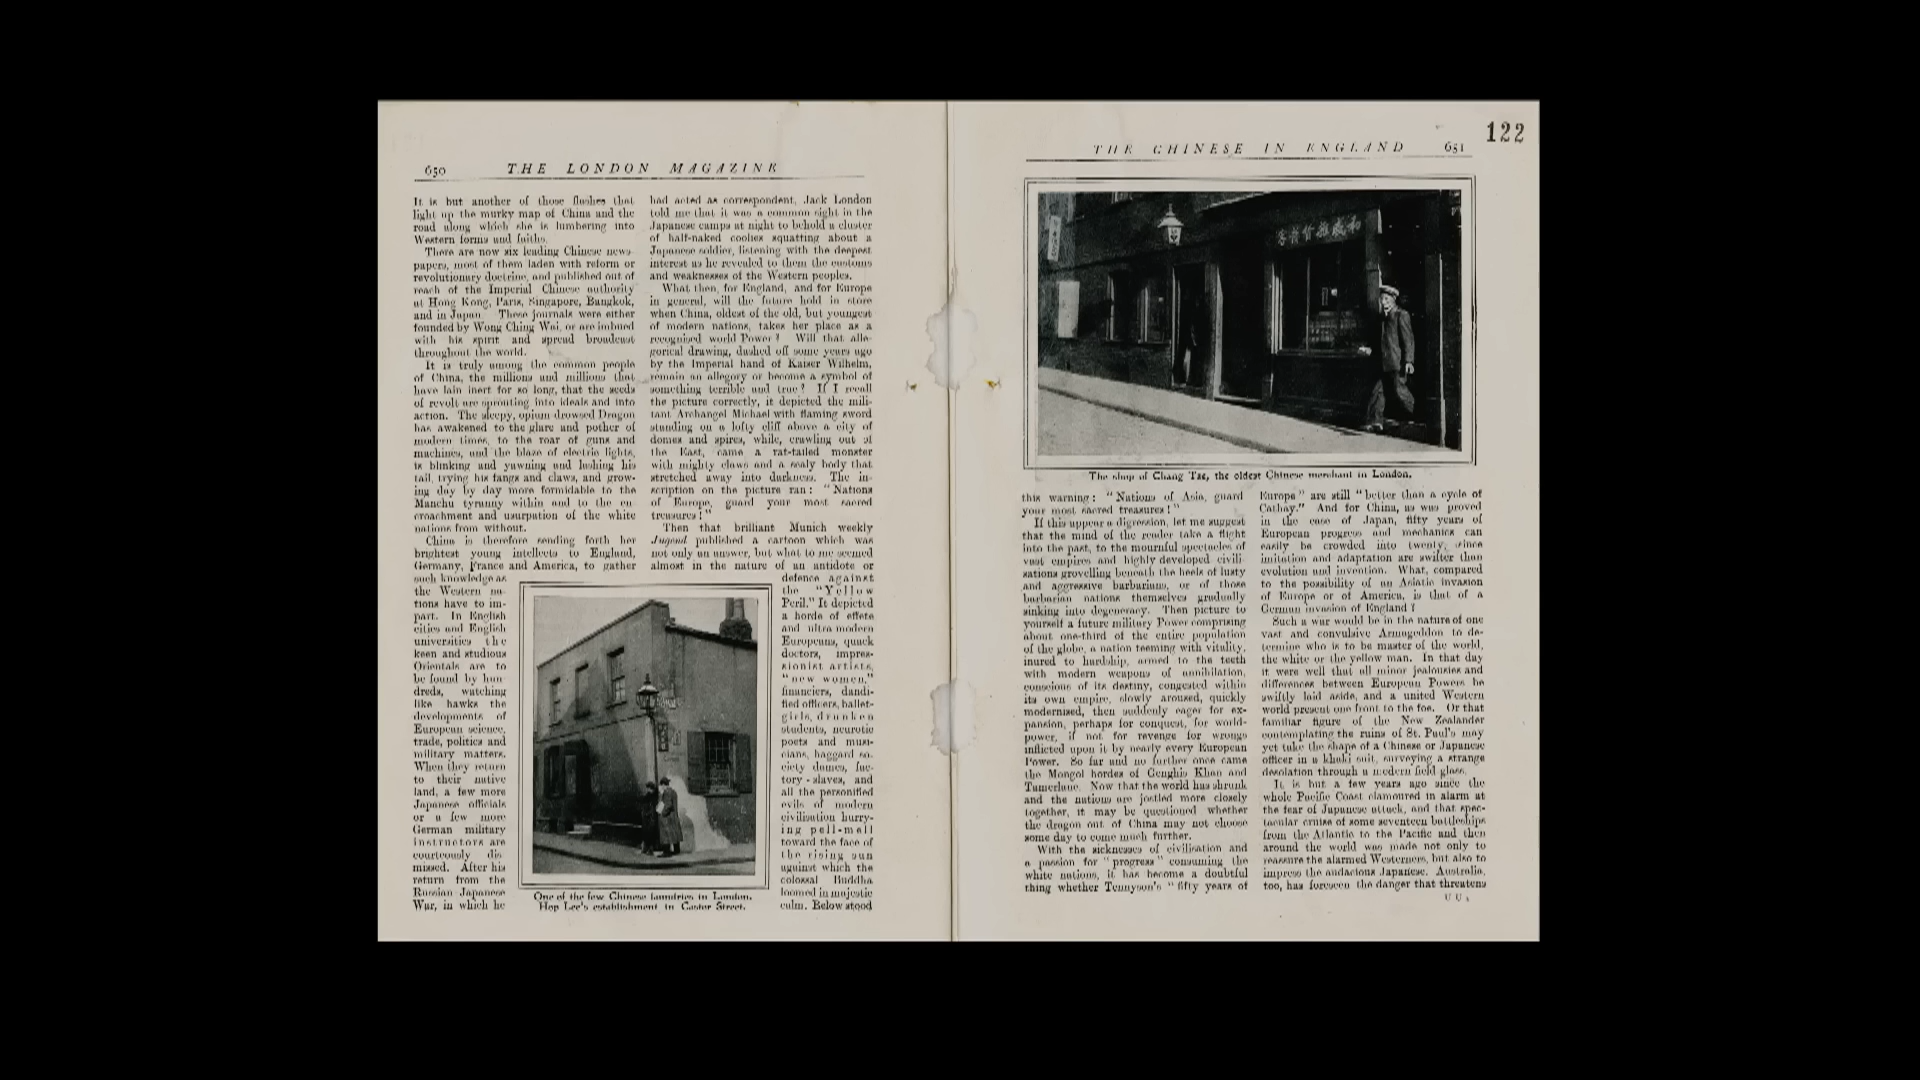 650
THE LONDON MAGAZINE
It is but another of those flashes that
light up the murky map of China and the
road along which she is lumbering into
Western forms and faiths.
There are now six leading Chinese news-
papers, most of them laden with reform or
revolutionary doctrine, and published out of
reach of the Imperial Chinese authority
at Hong Kong, Paris, Singapore, Bangkok,
and in Japan. These journals were either
founded by Wong Ching Wai, or are imbued
with his spirit and spread broadcast
throughout the world.
It is truly among the common people
of China, the millions and millions that
have lain inert for so long, that the seeds
of revolt are sprouting into ideals and into
action. The sleepy, opium drowsed Dragon
has awakened to the glare and pother of
modern times, to the roar of guns and
machines, and the blaze of electric lights,
is blinking and yawning and lashing his
tail, trying his fangs and claws, and grow-
ing day by day more formidable to the
Manchu tyranny within and to the en-
croachment and usurpation of the white
nations from without.
China is therefore sending forth her
brightest young intellects to England,
Germany, France and America, to gather
such knowledge as
the Western na-
tions have to im-
part. In English
cities and English
universities the
keen and studious
Orientals are to
be found by hun-
dreds, watching
like hawks the
developments of
European science,
trade, politics and
military matters.
When they return
to their native
land, a few more
Japanese officials
or a few more
German military
instructors are
courteously dis-
missed. After his
return from the
Russian Japanese
War, in which he
One of the few Chinese laundries in London.
Hop Lee's establishment in Castor Street.
had acted as correspondent, Jack London
told me that it was a common sight in the
Japanese camps at night to behold a cluster
of half-naked coolies squatting about a
Japanese soldier, listening with the deepest
interest as he revealed to them the customs
and weaknesses of the Western peoples.
What then, for England, and for Europe
in general, will the future hold in store
when China, oldest of the old, but youngest
of modern nations, takes her place as a
recognised world Power? Will that alle-
gorical drawing, dashed off some years ago
by the Imperial hand of Kaiser Wilhelm,
remain an allegory or become a symbol of
something terrible and true? If I recall
the picture correctly, it depicted the mili-
tant Archangel Michael with flaming sword
standing on a lofty cliff above a city of
domes and spires, while, crawling out of
the East, came a rat-tailed monster
with mighty claws and a scaly body that
stretched away into darkness. The in-
scription on the picture ran: "Nations
of Europe, guard your most sacred
treasures!"
Then that brilliant Munich weekly
Jugend published a cartoon which was
not only an answer, but what to me seemed
almost in the nature of an antidote or
defence against
the "Yellow
Peril." It depicted
a horde of effete
and ultra modern
Europeans, quack
doctors, impres-
sionist artists,
"new women,"
financiers, dandi-
fied officers, ballet-
girls, drunken
students, neurotic
poets and musi-
cians, haggard so-
ciety dames, fac-
tory-slaves, and
all the personified
evils of modern
civilisation hurry-
ing pell-mell
toward the face of
the rising sun
against which the
colossal Buddha
loomed in majestic
calm. Below stood
122
THE CHINESE IN ENGLAND
651
The shop of Chang Tse, the oldest Chinese merchant in London.
this warning: "Nations of Asia, guard
your most sacred treasures!"
If this appear a digression, let me suggest
that the mind of the reader take a flight
into the past, to the mournful spectacles of
vast empires and highly developed civili-
sations grovelling beneath the heels of lusty
and aggressive barbarians, or of those
barbarian nations themselves gradually
sinking into degeneracy. Then picture to
yourself a future military Power comprising
about one-third of the entire population
of the globe, a nation teeming with vitality,
inured to hardship, armed to the teeth
with modern weapons of annihilation,
conscious of its destiny, congested within
its own empire, slowly aroused, quickly
modernised, then suddenly eager for ex-
pansion, perhaps for conquest, for world-
power, if not for revenge for wrongs
inflicted upon it by nearly every European
Power. So far and no further once came
the Mongol hordes of Genghis Khan and
Tamerlane. Now that the world has shrunk
and the nations are jostled more closely
together, it may be questioned whether
the dragon out of China may not choose
some day to come much further.
With the sicknesses of civilisation and
a passion for "progress" consuming the
white nations, it has become a doubtful
thing whether Tennyson's "fifty years of
Europe" are still "better than a cycle of
Cathay." And for China, as was proved
in the case of Japan, fifty years of
European progress and mechanics can
easily be crowded into twenty, since
imitation and adaptation are swifter than
evolution and invention. What, compared
to the possibility of an Asiatic invasion
of Europe or of America, is that of a
German invasion of England?
Such a war would be in the nature of one
vast and convulsive Armageddon to de-
termine who is to be master of the world,
the white or the yellow man. In that day
it were well that all minor jealousies and
differences between European Powers be
swiftly laid aside, and a united Western
world present one front to the foe. Or that
familiar figure of the New Zealander
contemplating the ruins of St. Paul's may
yet take the shape of a Chinese or Japanese
officer in a khaki suit, surveying a strange
desolation through a modern field glass.
It is but a few years ago since the
whole Pacific Coast clamoured in alarm at
the fear of Japanese attack, and that spec-
tacular cruise of some seventeen battleships
from the Atlantic to the Pacific and then
around the world was made not only to
reassure the alarmed Westerners, but also to
impress the audacious Japanese. Australia,
too, has foreseen the danger that threatens